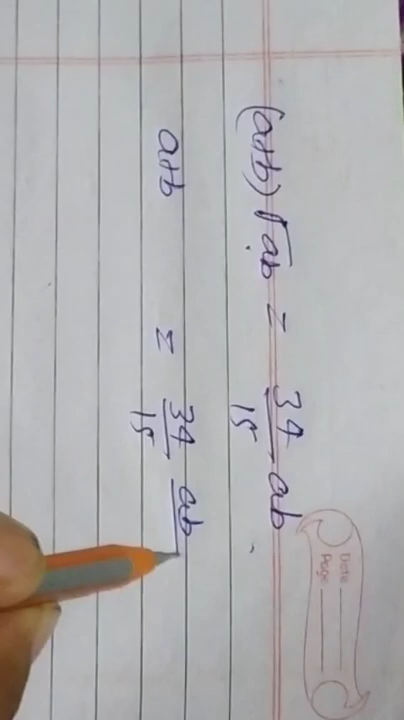 Date
Page
(a+b) √ab = 34/15 ab
a+b = 34/15 ab